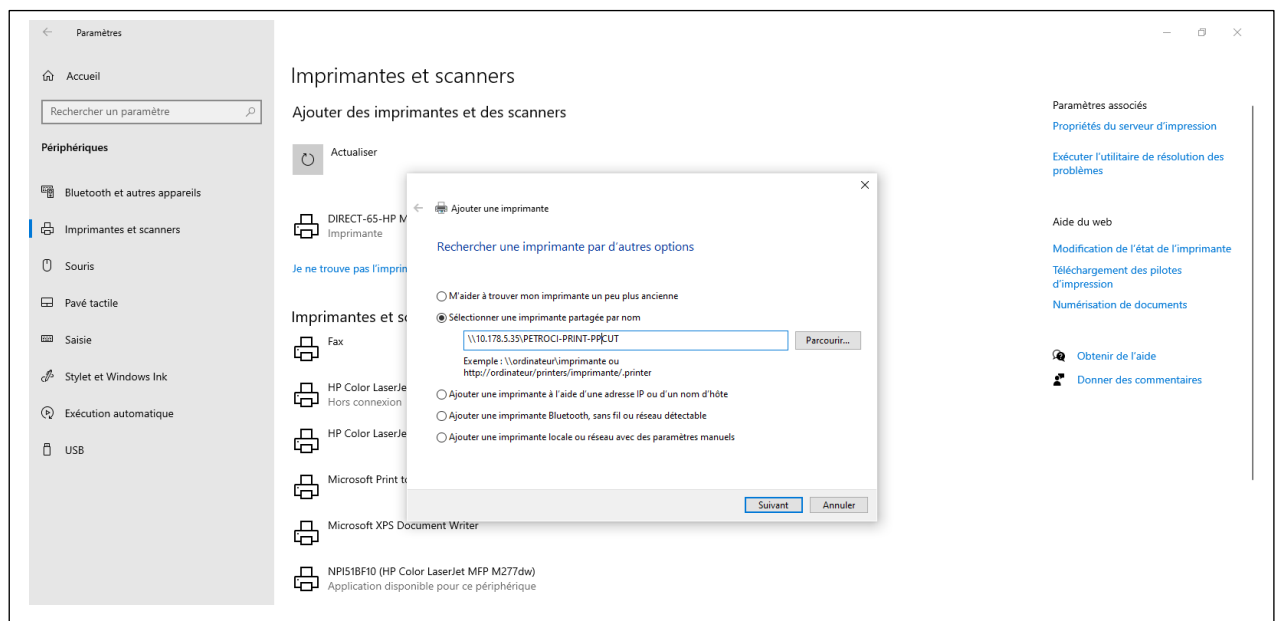 Paramètres
Accueil
Rechercher un paramètre
Périphériques
Bluetooth et autres appareils
Imprimantes et scanners
Souris
Pavé tactile
Saisie
Stylet et Windows Ink
Exécution automatique
USB
Imprimantes et scanners
Ajouter des imprimantes et des scanners
Actualiser
DIRECT-65-HP M
Imprimante
Je ne trouve pas l'imprin
Imprimantes et sc
Fax
HP Color LaserJe
Hors connexion
HP Color LaserJe
Microsoft Print to
Microsoft XPS Document Writer
NPI51BF10 (HP Color LaserJet MFP M277dw)
Application disponible pour ce périphérique
Ajouter une imprimante
Rechercher une imprimante par d'autres options
M'aider à trouver mon imprimante un peu plus ancienne
Sélectionner une imprimante partagée par nom
\\10.178.5.35\PETROCI-PRINT-PPCUT
Parcourir...
Exemple : \\ordinateur\imprimante ou
http://ordinateur/printers/imprimante/.printer
Ajouter une imprimante à l'aide d'une adresse IP ou d'un nom d'hôte
Ajouter une imprimante Bluetooth, sans fil ou réseau détectable
Ajouter une imprimante locale ou réseau avec des paramètres manuels
Suivant
Annuler
Paramètres associés
Propriétés du serveur d'impression
Exécuter l'utilitaire de résolution des
problèmes
Aide du web
Modification de l'état de l'imprimante
Téléchargement des pilotes
d'impression
Numérisation de documents
Obtenir de l'aide
Donner des commentaires